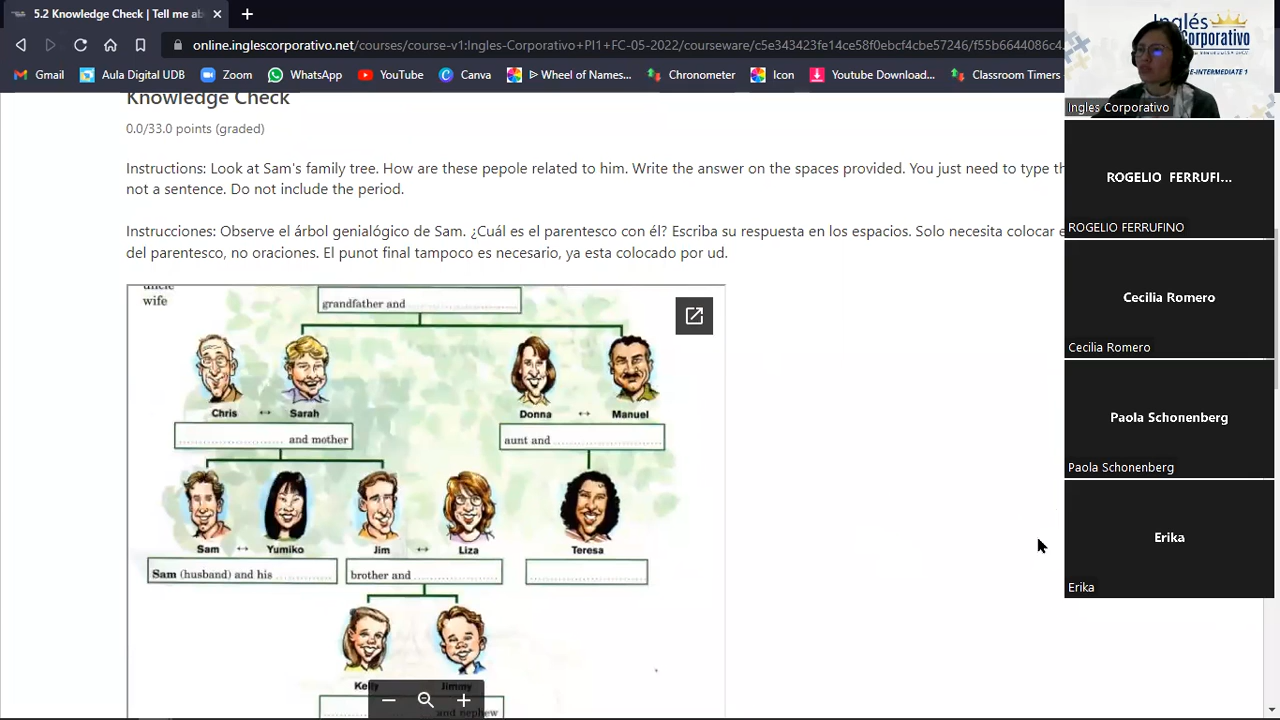 5.2 Knowledge Check | Tell me ab
online.inglescorporativo.net/courses/course-v1:Ingles-Corporativo+PI1+FC-05-2022/courseware/c5e343423fe14ce58f0ebcf4cbe57246/f55b6644086c4
Gmail Aula Digital UDB Zoom WhatsApp YouTube Canva Wheel of Names... Chronometer Icons Youtube Download... Classroom Timers
Inglés
Corporativo
E-INTERMEDIATE 1
Ingles Corporativo
Knowledge Check
0.0/33.0 points (graded)
Instructions: Look at Sam's family tree. How are these pepole related to him. Write the answer on the spaces provided. You just need to type th
not a sentence. Do not include the period.
Instrucciones: Observe el árbol genialógico de Sam. ¿Cuál es el parentesco con él? Escriba su respuesta en los espacios. Solo necesita colocar e
del parentesco, no oraciones. El punot final tampoco es necesario, ya esta colocado por ud.
uncle
wife
grandfather and
Chris ↔ Sarah
Donna ↔ Manuel
and mother
aunt and
Sam ↔ Yumiko
Jim ↔ Liza
Teresa
Sam (husband) and his
brother and
Kelly
Jimmy
and nephew
ROGELIO FERRUFI...
ROGELIO FERRUFINO
Cecilia Romero
Cecilia Romero
Paola Schonenberg
Paola Schonenberg
Erika
Erika